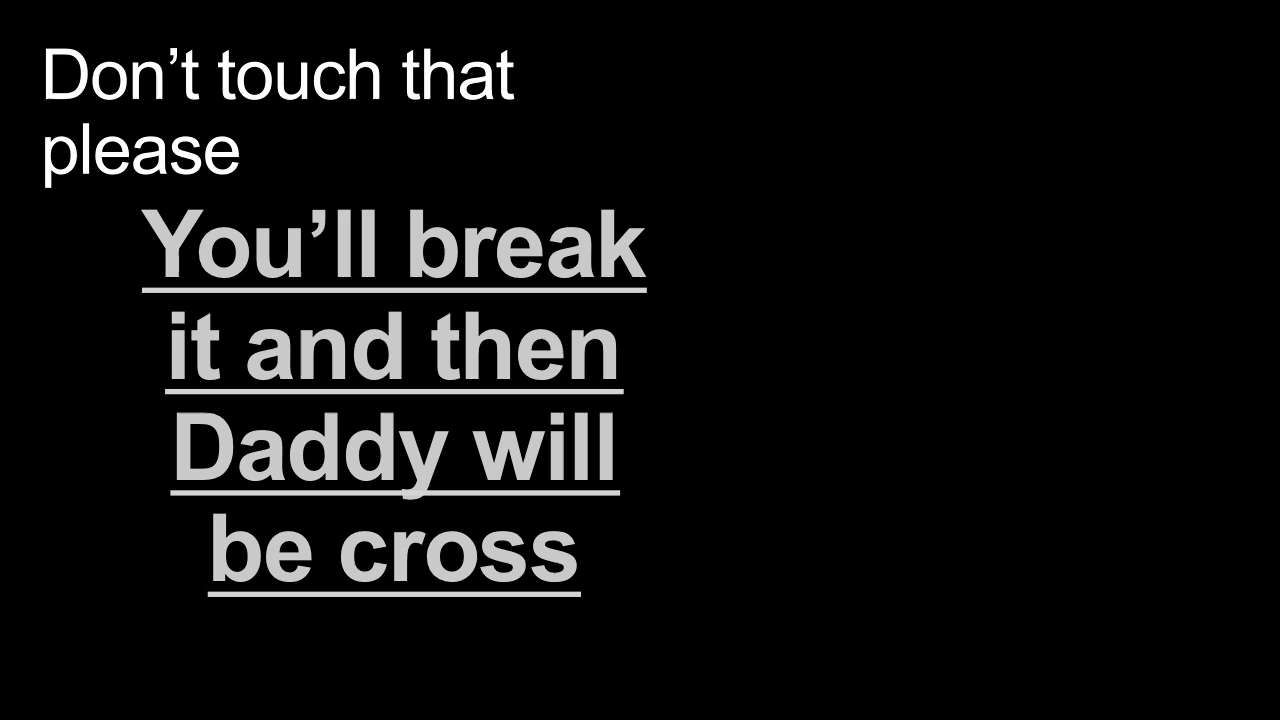 Don’t touch that
please
You’ll break
it and then
Daddy will
be cross